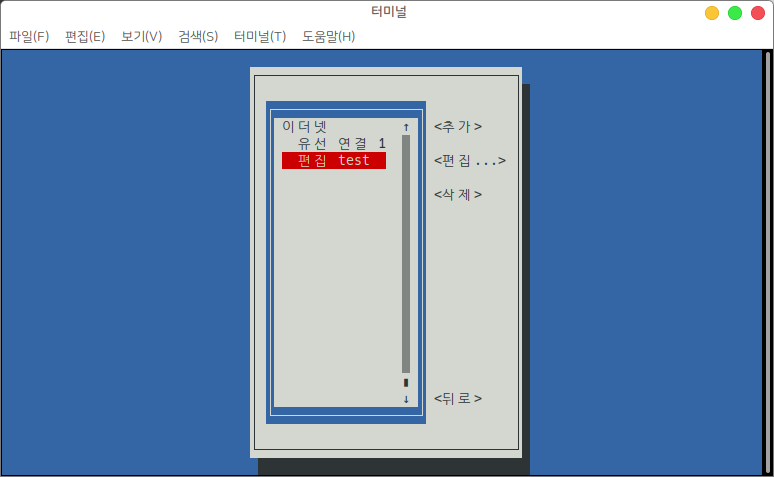 터미널
파일(F) 편집(E) 보기(V) 검색(S) 터미널(T) 도움말(H)
이더넷 ↑ <추가>
유선 연결 1
편집 test <편집...>
<삭제>
↓ <뒤로>